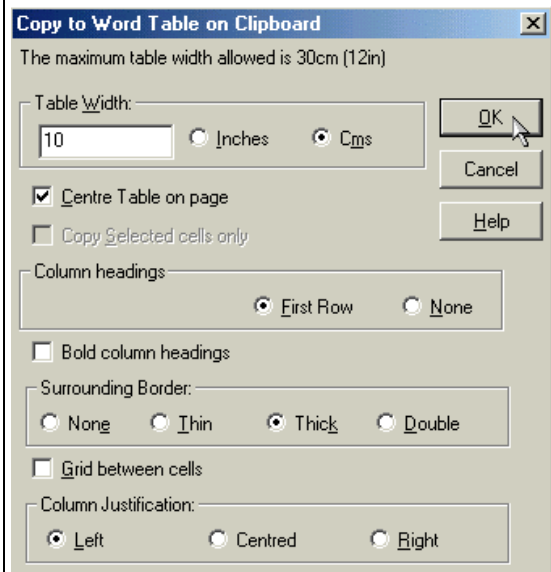 Copy to Word Table on Clipboard
The maximum table width allowed is 30cm (12in)
Table Width:
10 Inches Cms
OK
Cancel
Centre Table on page
Copy Selected cells only
Help
Column headings
First Row None
Bold column headings
Surrounding Border:
None Thin Thick Double
Grid between cells
Column Justification:
Left Centred Right